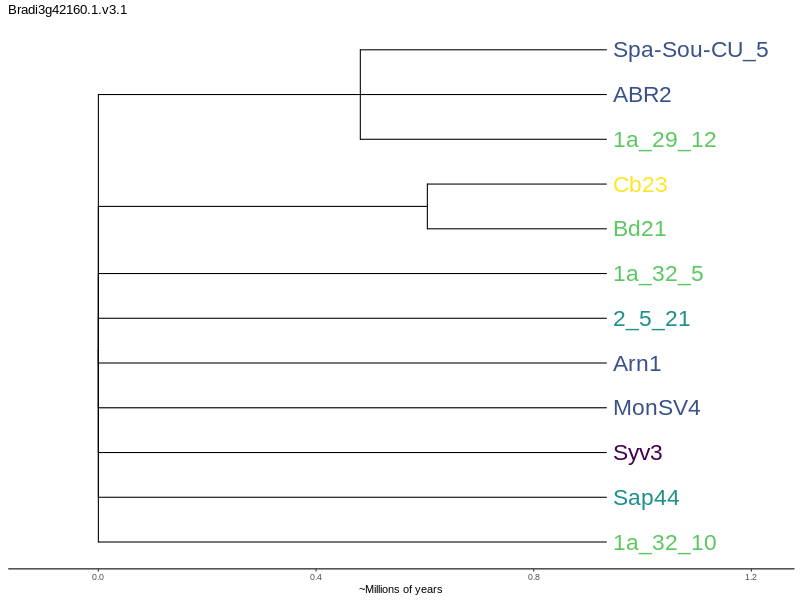 Bradi3g42160.1.v3.1
Spa-Sou-CU_5
ABR2
1a_29_12
Cb23
Bd21
1a_32_5
2_5_21
Arn1
MonSV4
Syv3
Sap44
1a_32_10
0.0 0.4 0.8 1.2
~Millions of years